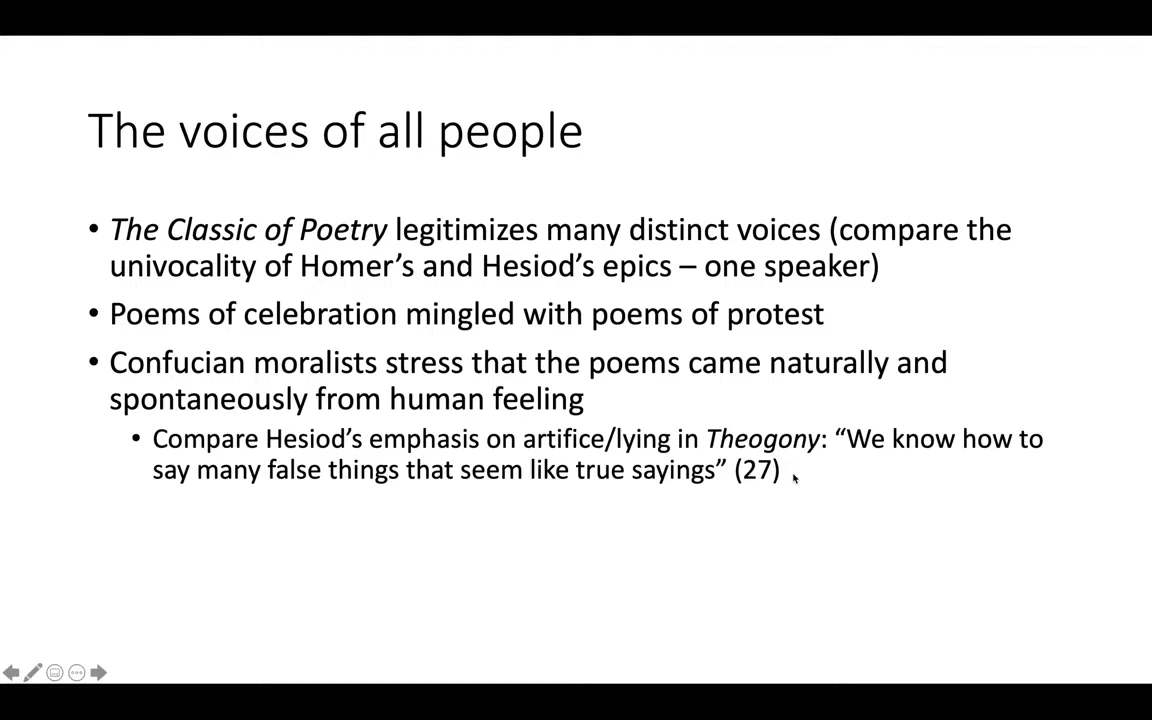 The voices of all people
• The Classic of Poetry legitimizes many distinct voices (compare the
univocality of Homer’s and Hesiod’s epics – one speaker)
• Poems of celebration mingled with poems of protest
• Confucian moralists stress that the poems came naturally and
spontaneously from human feeling
• Compare Hesiod’s emphasis on artifice/lying in Theogony: “We know how to
say many false things that seem like true sayings” (27)